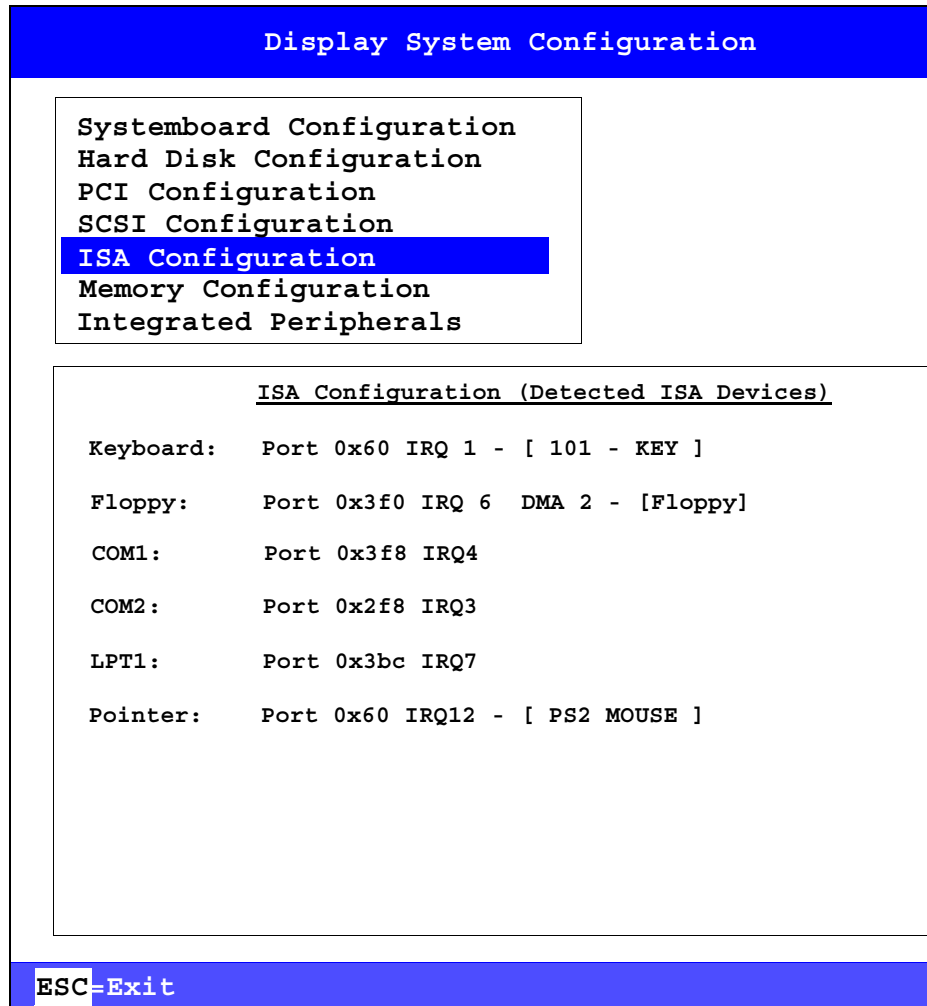 Display System Configuration
Systemboard Configuration
Hard Disk Configuration
PCI Configuration
SCSI Configuration
ISA Configuration
Memory Configuration
Integrated Peripherals
ISA Configuration (Detected ISA Devices)
Keyboard: Port 0x60 IRQ 1 - [ 101 - KEY ]
Floppy: Port 0x3f0 IRQ 6 DMA 2 - [Floppy]
COM1: Port 0x3f8 IRQ4
COM2: Port 0x2f8 IRQ3
LPT1: Port 0x3bc IRQ7
Pointer: Port 0x60 IRQ12 - [ PS2 MOUSE ]
ESC=Exit